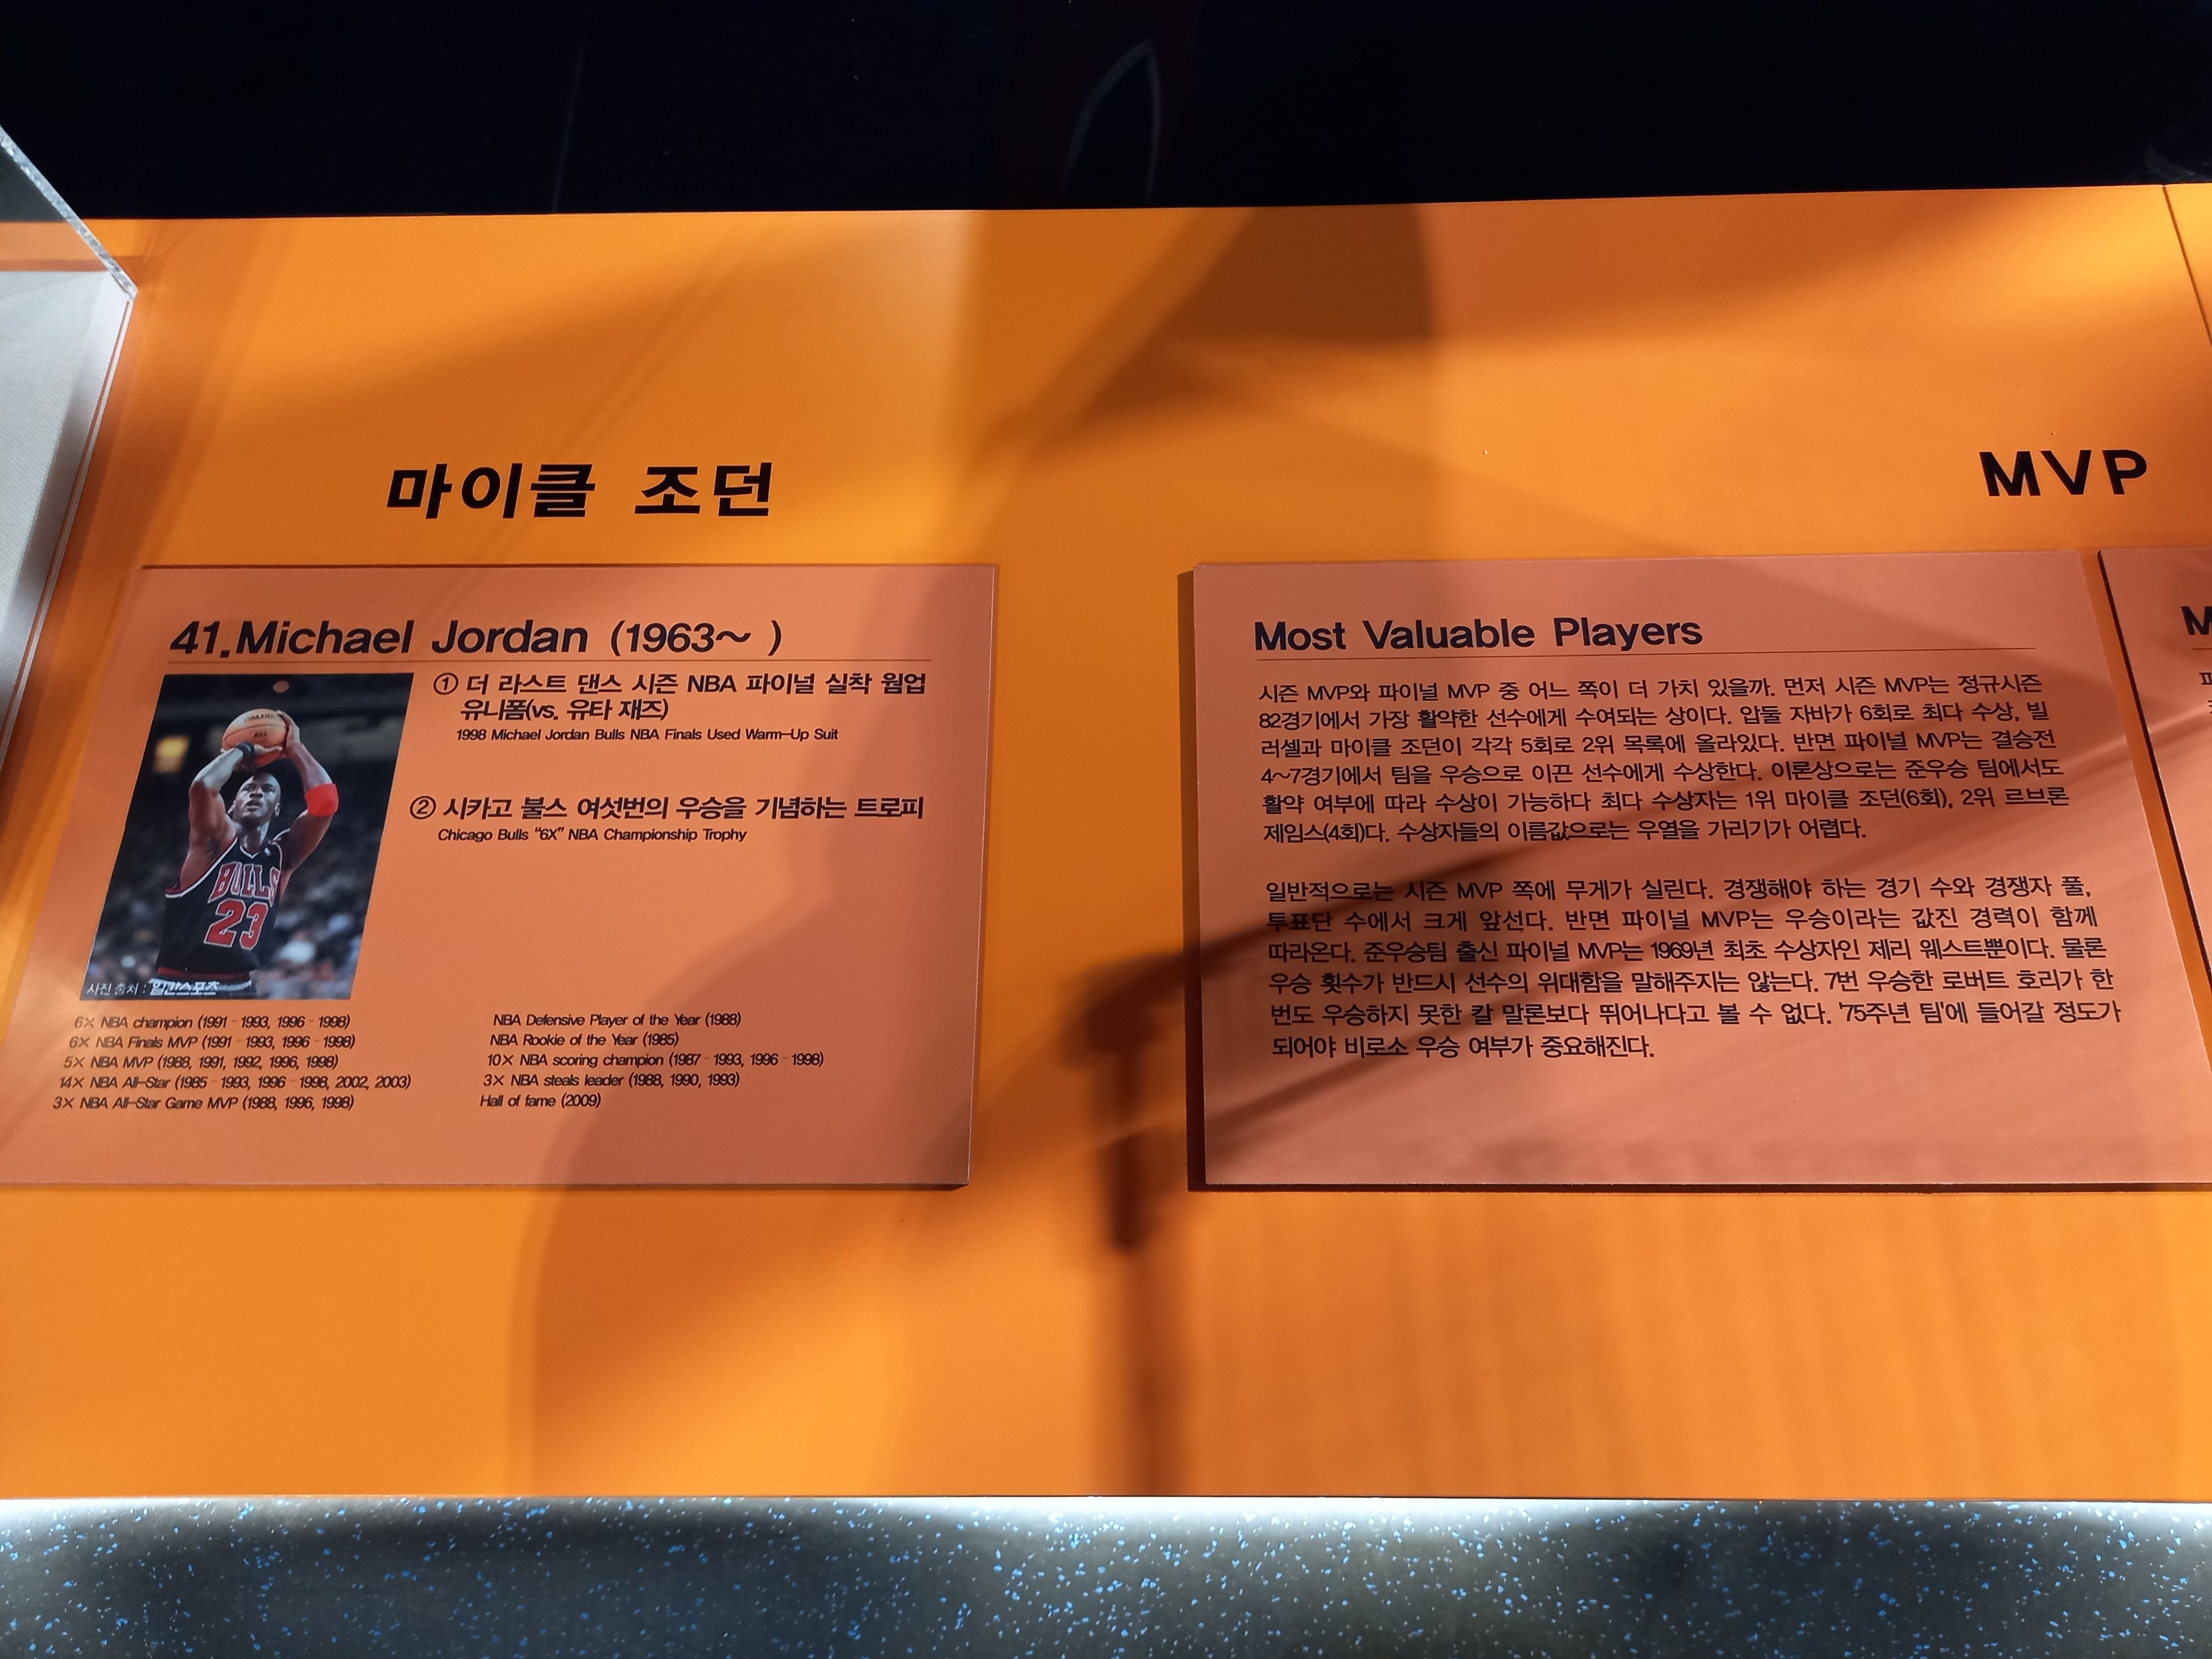 마이클 조던
41.Michael Jordan (1963~ )
① 더 라스트 댄스 시즌 NBA 파이널 실착 웜업
유니폼(vs. 유타 재즈)
1998 Michael Jordan Bulls NBA Finals Used Warm-Up Suit
② 시카고 불스 여섯번의 우승을 기념하는 트로피
Chicago Bulls “6X” NBA Championship Trophy
SPALDING
NBA
BULLS
23
사진 출처 : 일간스포츠
6× NBA champion (1991-1993, 1996-1998)
6× NBA Finals MVP (1991-1993, 1996-1998)
5× NBA MVP (1988, 1991, 1992, 1996, 1998)
14× NBA All-Star (1985-1993, 1996-1998, 2002, 2003)
3× NBA All-Star Game MVP (1988, 1996, 1998)
NBA Defensive Player of the Year (1988)
NBA Rookie of the Year (1985)
10× NBA scoring champion (1987-1993, 1996-1998)
3× NBA steals leader (1988, 1990, 1993)
Hall of fame (2009)
MVP
Most Valuable Players
시즌 MVP와 파이널 MVP 중 어느 쪽이 더 가치 있을까. 먼저 시즌 MVP는 정규시즌
82경기에서 가장 활약한 선수에게 수여되는 상이다. 압둘 자바가 6회로 최다 수상, 빌
러셀과 마이클 조던이 각각 5회로 2위 목록에 올라있다. 반면 파이널 MVP는 결승전
4~7경기에서 팀을 우승으로 이끈 선수에게 수상한다. 이론상으로는 준우승 팀에서도
활약 여부에 따라 수상이 가능하다 최다 수상자는 1위 마이클 조던(6회), 2위 르브론
제임스(4회)다. 수상자들의 이름값으로는 우열을 가리기가 어렵다.
일반적으로는 시즌 MVP 쪽에 무게가 실린다. 경쟁해야 하는 경기 수와 경쟁자 풀,
투표단 수에서 크게 앞선다. 반면 파이널 MVP는 우승이라는 값진 경력이 함께
따라온다. 준우승팀 출신 파이널 MVP는 1969년 최초 수상자인 제리 웨스트뿐이다. 물론
우승 횟수가 반드시 선수의 위대함을 말해주지는 않는다. 7번 우승한 로버트 호리가 한
번도 우승하지 못한 칼 말론보다 뛰어나다고 볼 수 없다. '75주년 팀'에 들어갈 정도가
되어야 비로소 우승 여부가 중요해진다.